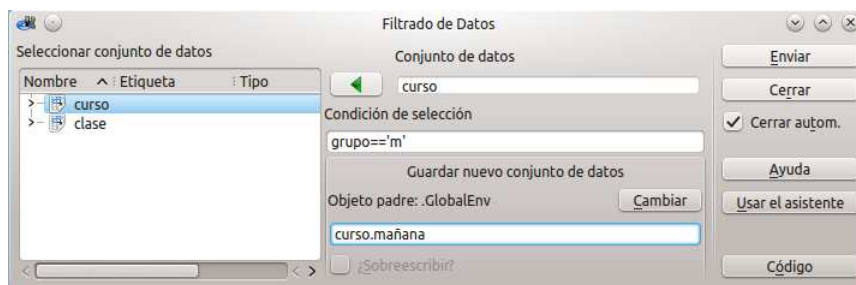 Filtrado de Datos
Seleccionar conjunto de datos
Nombre Etiqueta Tipo
curso
clase
Conjunto de datos
curso
Condición de selección
grupo=='m'
Guardar nuevo conjunto de datos
Objeto padre: .GlobalEnv Cambiar
curso.mañana
¿Sobreescribir?
Enviar
Cerrar
Cerrar autom.
Ayuda
Usar el asistente
Código